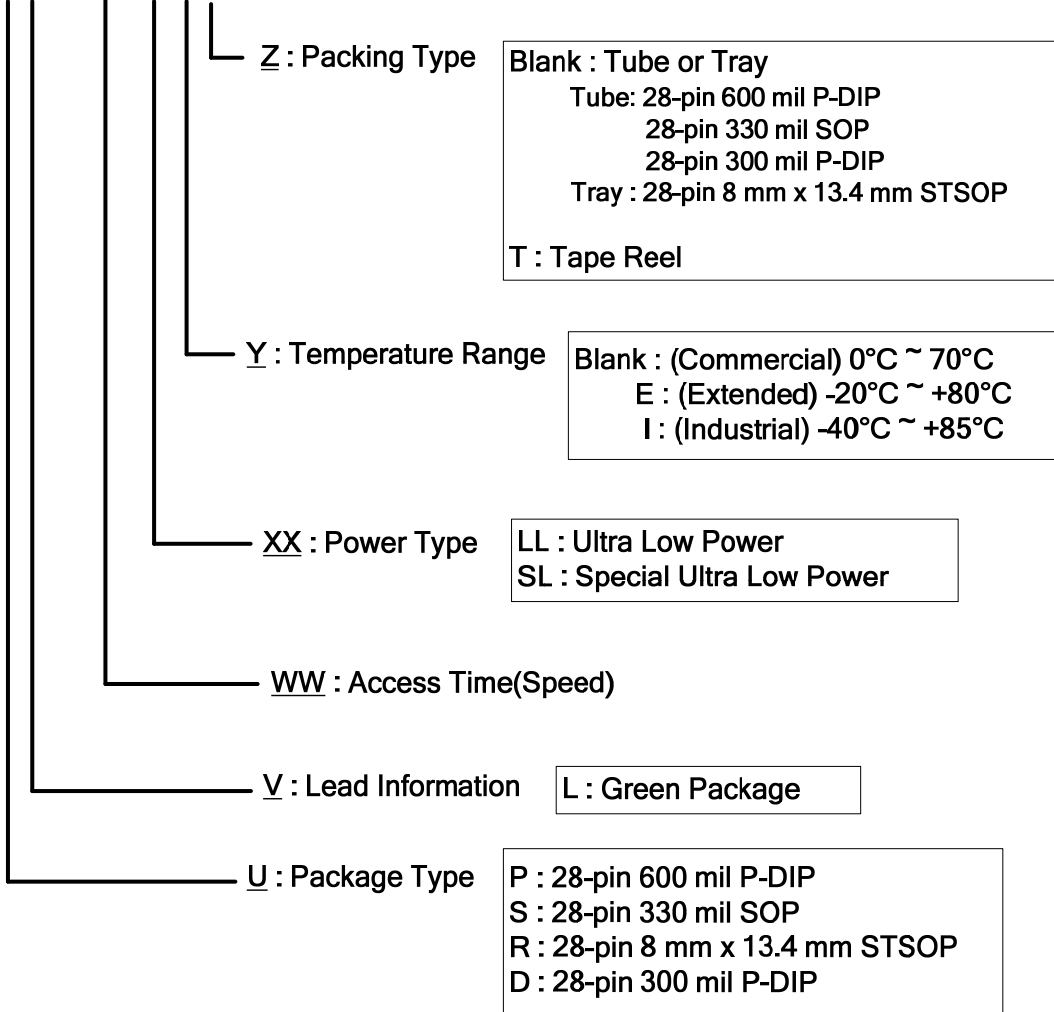 Z : Packing Type
Blank : Tube or Tray
Tube: 28-pin 600 mil P-DIP
28-pin 330 mil SOP
28-pin 300 mil P-DIP
Tray : 28-pin 8 mm x 13.4 mm STSOP
T : Tape Reel
Y : Temperature Range
Blank : (Commercial) 0°C ~ 70°C
E : (Extended) -20°C ~ +80°C
I : (Industrial) -40°C ~ +85°C
XX : Power Type
LL : Ultra Low Power
SL : Special Ultra Low Power
WW : Access Time(Speed)
V : Lead Information
L : Green Package
U : Package Type
P : 28-pin 600 mil P-DIP
S : 28-pin 330 mil SOP
R : 28-pin 8 mm x 13.4 mm STSOP
D : 28-pin 300 mil P-DIP